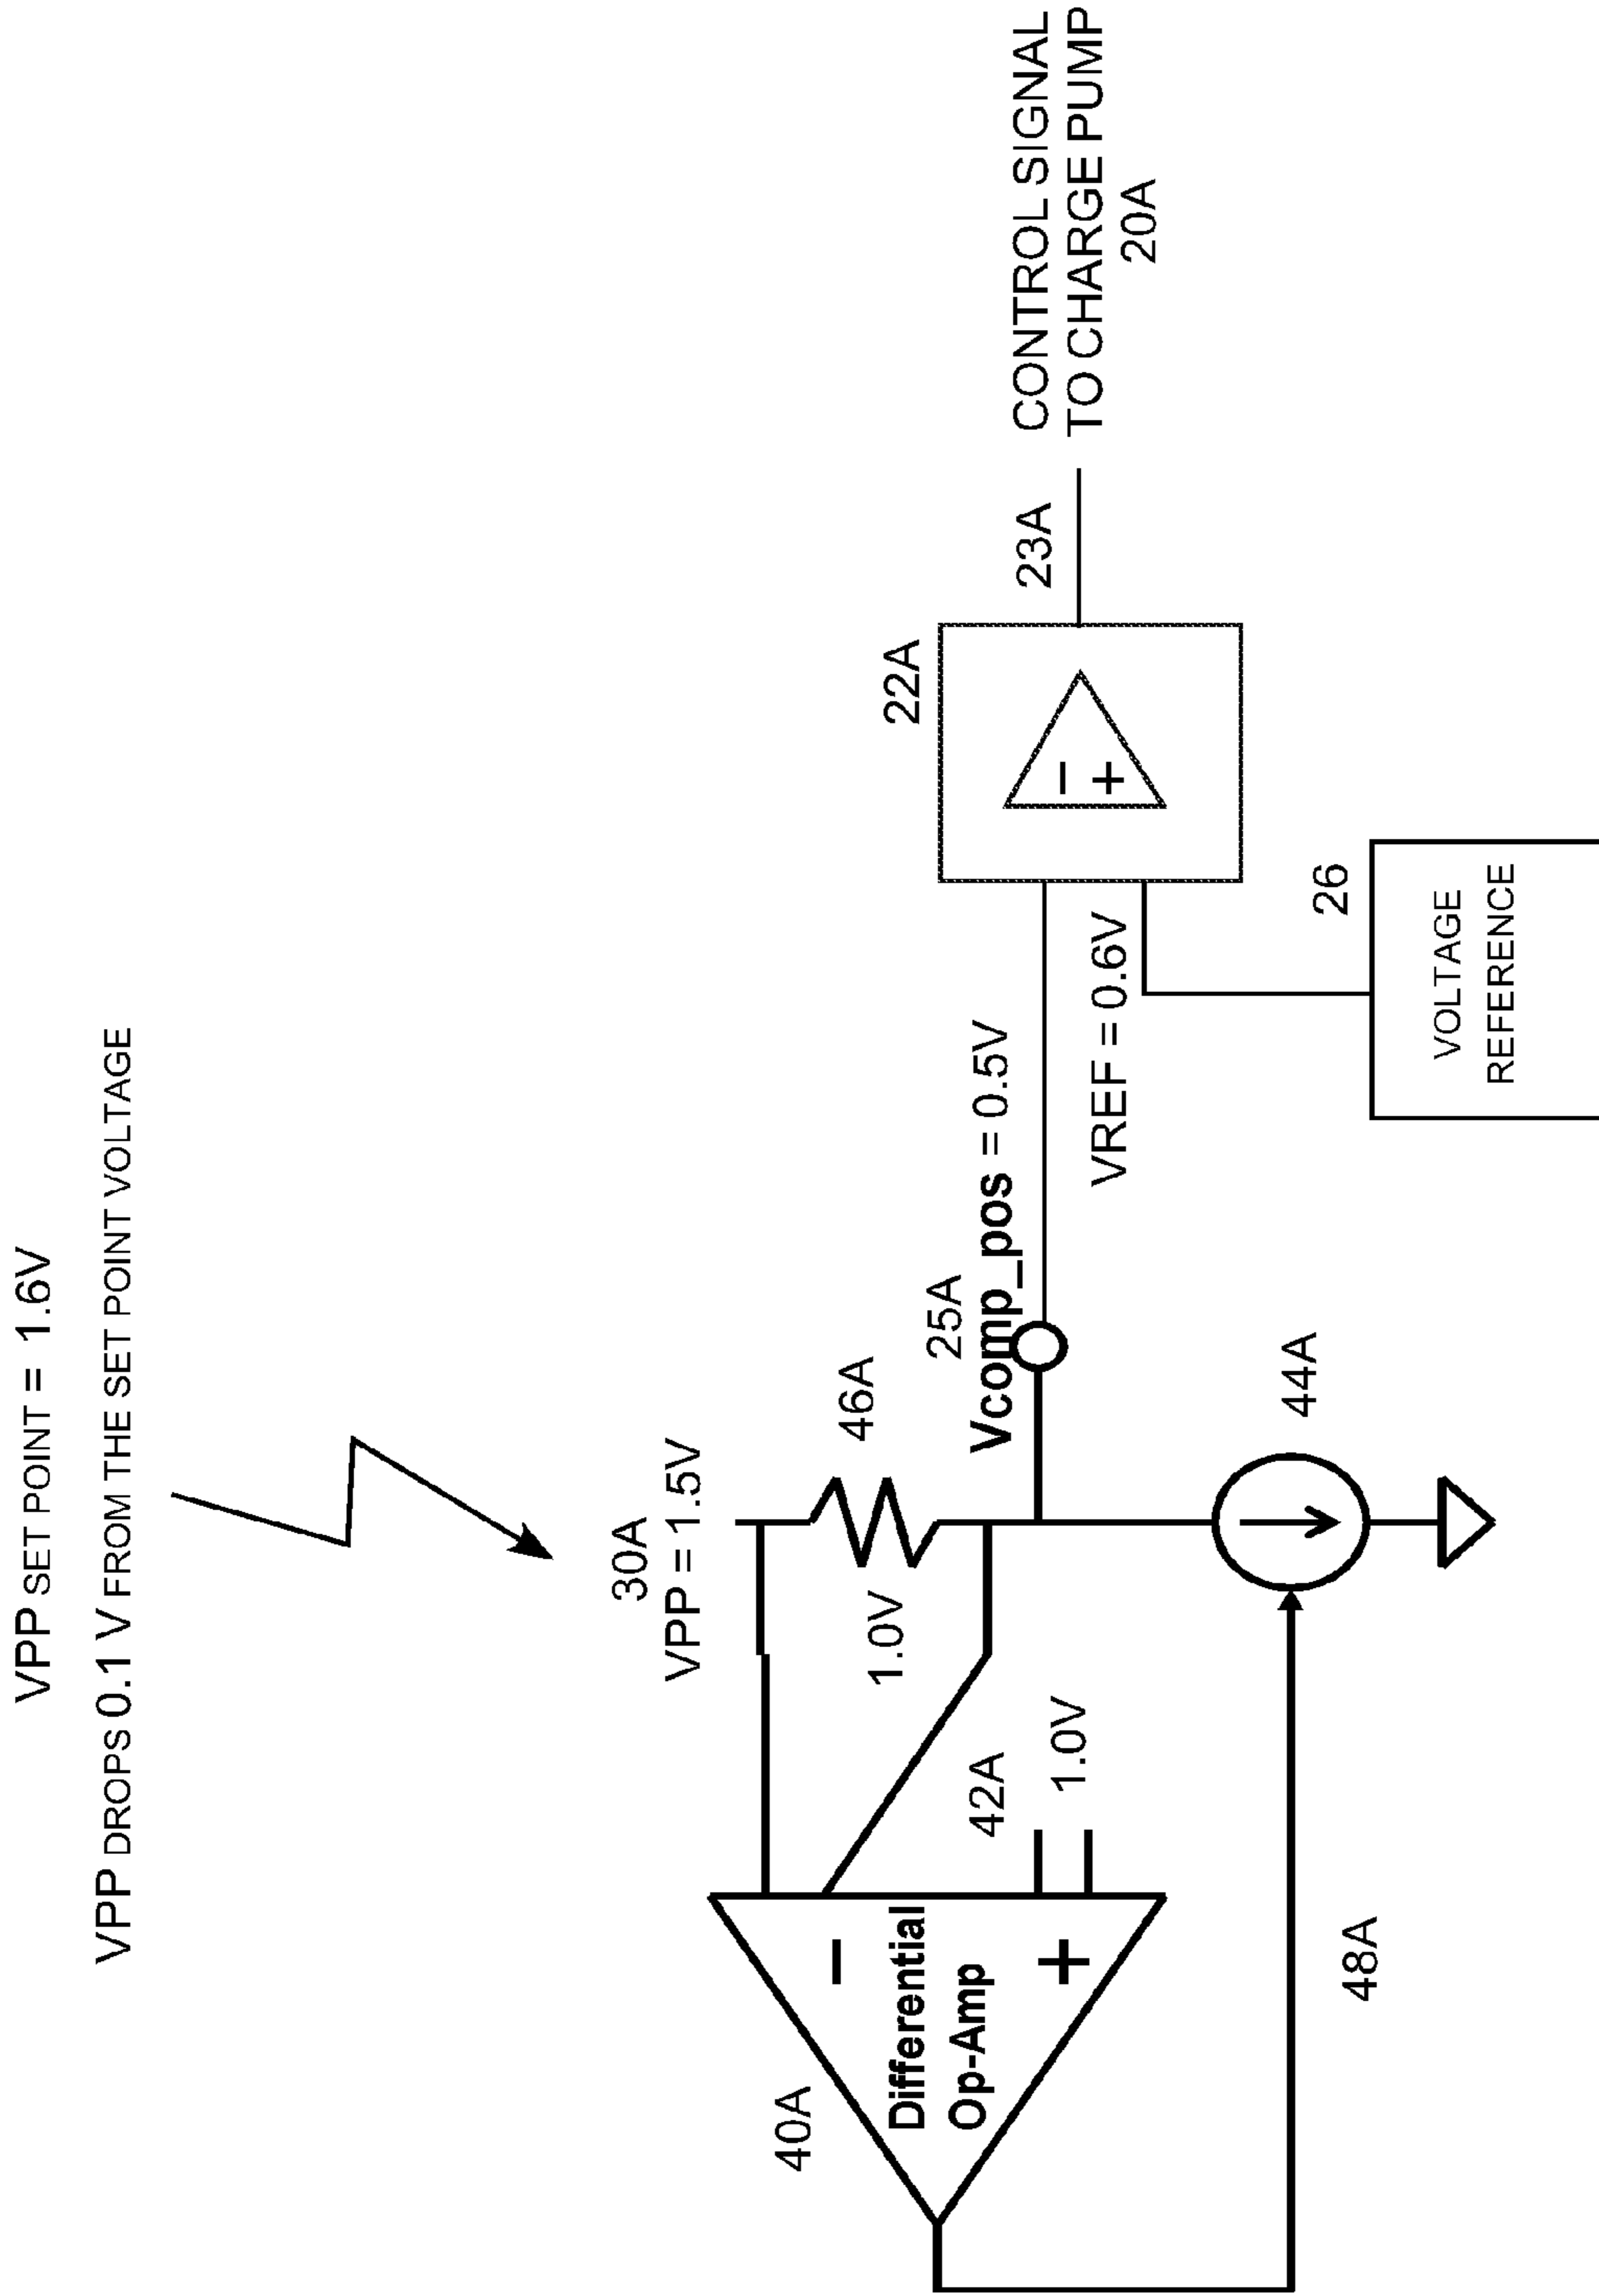 VPP SET POINT = 1.6V
VPP DROPS 0.1 V FROM THE SET POINT VOLTAGE
30A
VPP = 1.5V
40A
−
Differential
Op-Amp
+
1.0V
46A
42A
1.0V
25A
Vcomp_pos = 0.5V
VREF = 0.6V
22A
−
+
23A
CONTROL SIGNAL
TO CHARGE PUMP
20A
44A
48A
26
VOLTAGE
REFERENCE